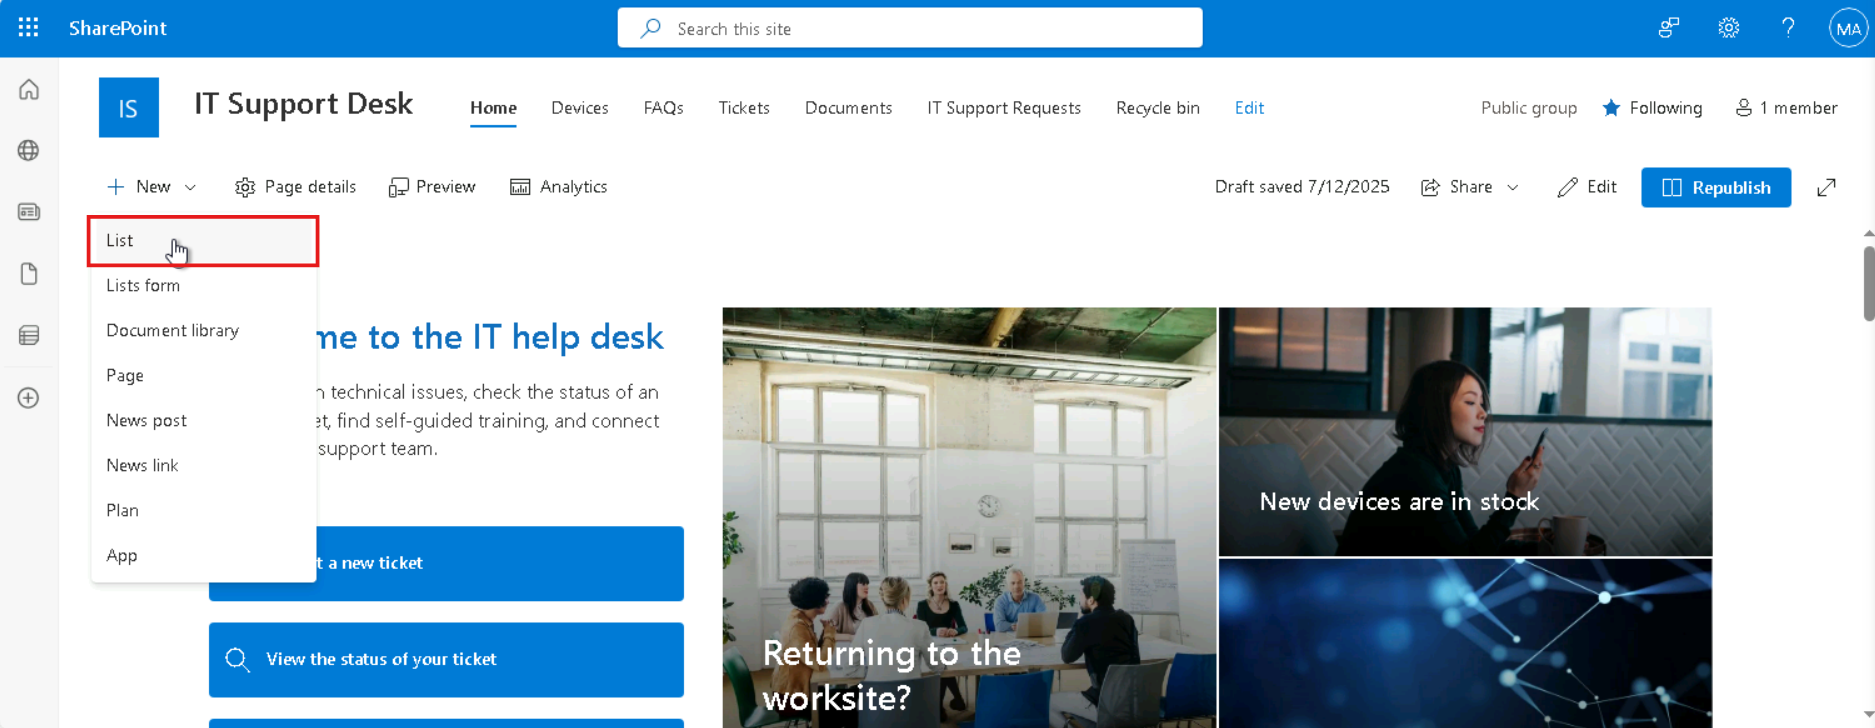 SharePoint
Search this site
MA
IS
IT Support Desk
Home
Devices
FAQs
Tickets
Documents
IT Support Requests
Recycle bin
Edit
Public group
Following
1 member
New
Page details
Preview
Analytics
Draft saved 7/12/2025
Share
Edit
Republish
List
Lists form
Document library
Page
News post
News link
Plan
App
me to the IT help desk
technical issues, check the status of an
et, find self-guided training, and connect
support team.
t a new ticket
View the status of your ticket
Returning to the
worksite?
New devices are in stock